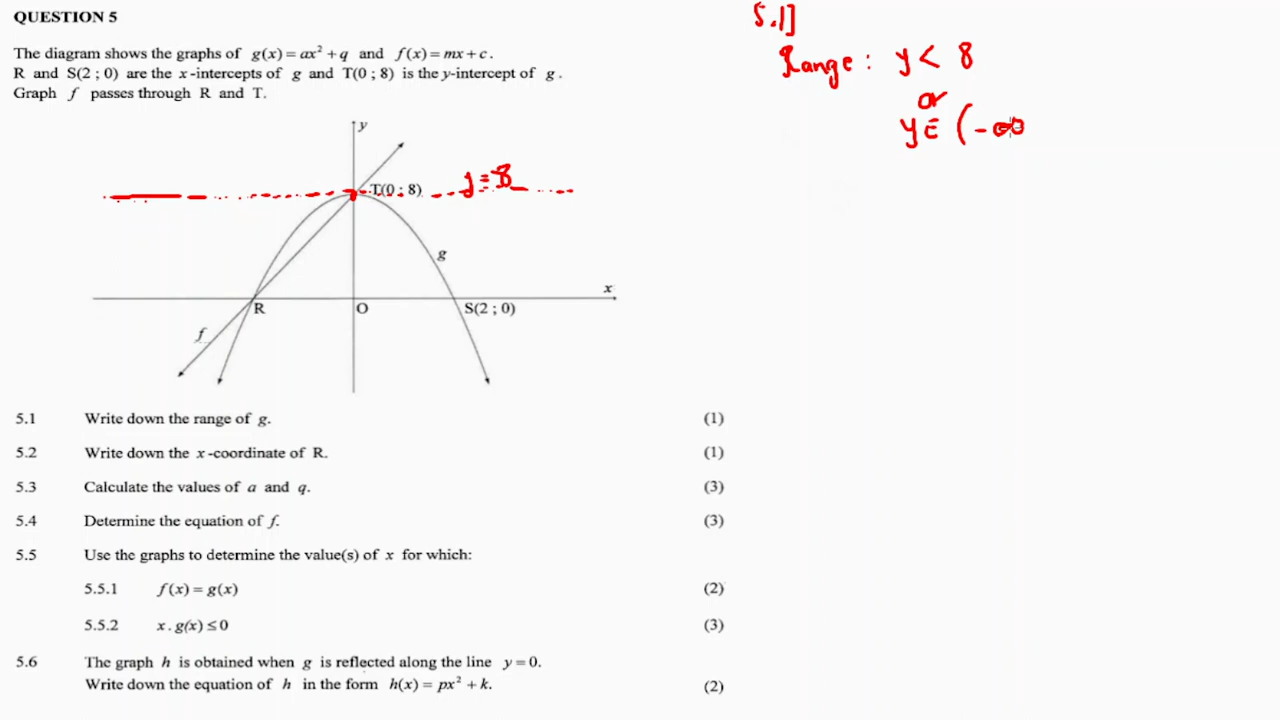 QUESTION 5
The diagram shows the graphs of g(x) = ax² + q and f(x) = mx + c.
R and S(2 ; 0) are the x-intercepts of g and T(0 ; 8) is the y-intercept of g.
Graph f passes through R and T.
y
T(0 ; 8)
y = 8
g
x
R
O
S(2 ; 0)
f
5.1 Write down the range of g. (1)
5.2 Write down the x-coordinate of R. (1)
5.3 Calculate the values of a and q. (3)
5.4 Determine the equation of f. (3)
5.5 Use the graphs to determine the value(s) of x for which:
5.5.1 f(x) = g(x) (2)
5.5.2 x . g(x) ≤ 0 (3)
5.6 The graph h is obtained when g is reflected along the line y = 0.
Write down the equation of h in the form h(x) = px² + k. (2)
5.1]
Range : y < 8
or
y ∈ (-∞